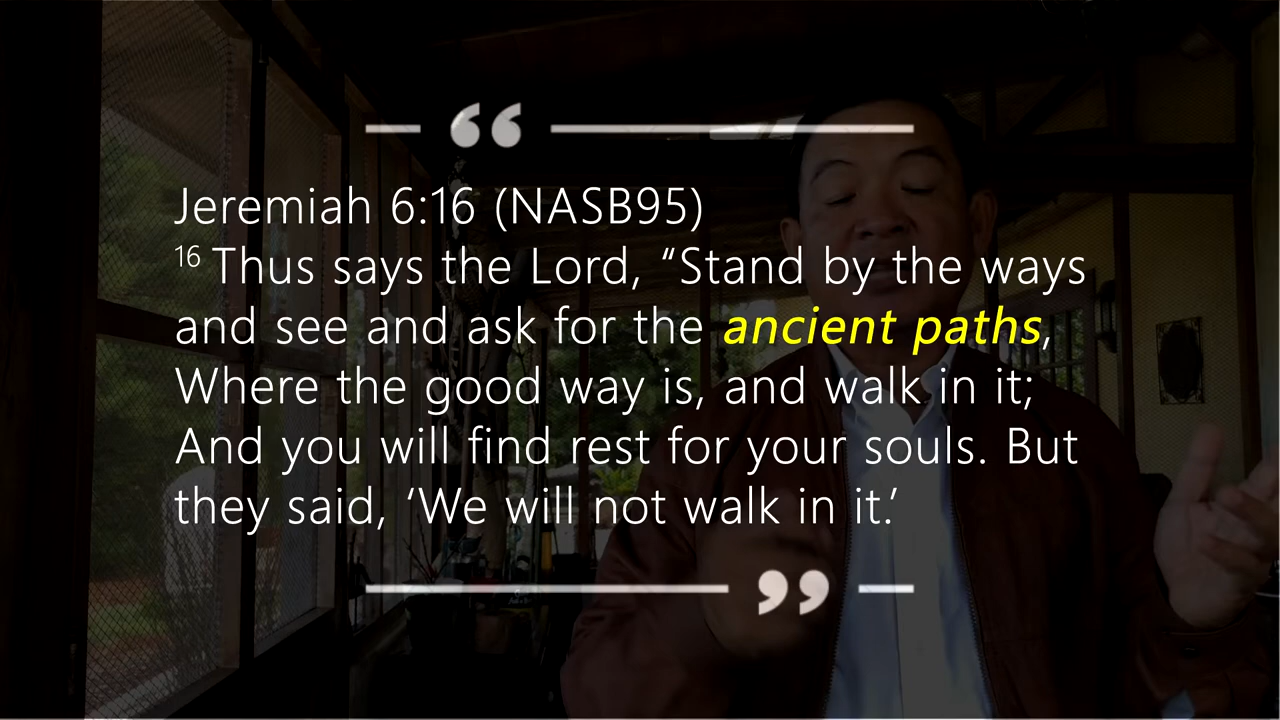 “
Jeremiah 6:16 (NASB95)
16 Thus says the Lord, “Stand by the ways
and see and ask for the ancient paths,
Where the good way is, and walk in it;
And you will find rest for your souls. But
they said, ‘We will not walk in it.’
”